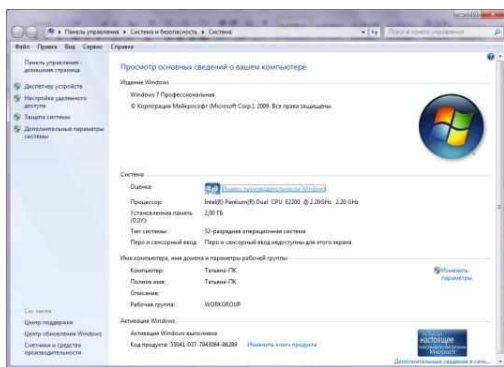 Панель управления ▸ Система и безопасность ▸ Система
Файл Правка Вид Сервис Справка
Панель управления - домашняя страница
Диспетчер устройств
Настройка удаленного доступа
Защита системы
Дополнительные параметры системы
См. также
Центр поддержки
Центр обновления Windows
Счетчики и средства производительности
Просмотр основных сведений о вашем компьютере
Издание Windows
Windows 7 Профессиональная
© Корпорация Майкрософт (Microsoft Corp.), 2009. Все права защищены.
Система
Оценка: Индекс производительности Windows
Процессор: Intel(R) Pentium(R) Dual CPU E2200 @ 2.20GHz 2.20 GHz
Установленная память (ОЗУ): 2,00 ГБ
Тип системы: 32-разрядная операционная система
Перо и сенсорный ввод: Перо и сенсорный ввод недоступны для этого экрана
Имя компьютера, имя домена и параметры рабочей группы
Компьютер: Татьяна-ПК
Изменить параметры
Полное имя: Татьяна-ПК
Описание:
Рабочая группа: WORKGROUP
Активация Windows
Активация Windows выполнена
Код продукта: Изменить ключ продукта
настоящее
Microsoft
Дополнительные сведения в сети...